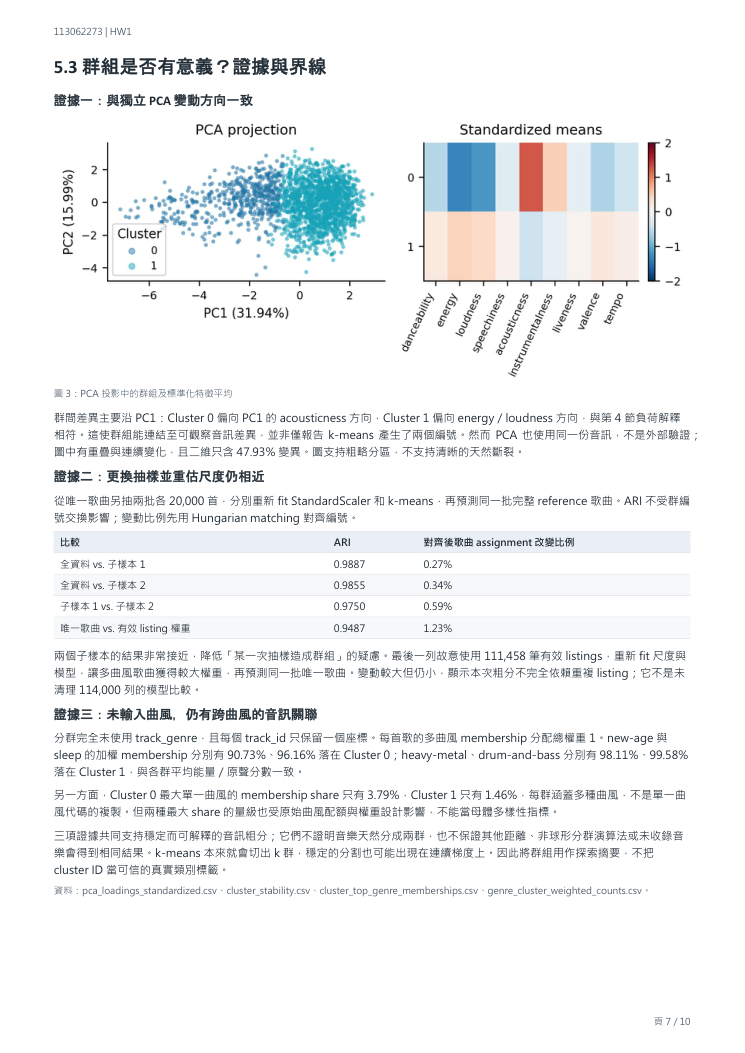 113062273 | HW1
5.3 群組是否有意義？證據與界線
證據一：與獨立 PCA 變動方向一致
PCA projection
Standardized means
PC2 (15.99%)
2
0
−2
−4
Cluster
0
1
−6
−4
−2
0
2
PC1 (31.94%)
0
1
danceability
energy
loudness
speechiness
acousticness
instrumentalness
liveness
valence
tempo
2
1
0
−1
−2
圖 3：PCA 投影中的群組及標準化特徵平均
群間差異主要沿 PC1：Cluster 0 偏向 PC1 的 acousticness 方向，Cluster 1 偏向 energy / loudness 方向，與第 4 節負荷解釋
相符。這使群組能連結至可觀察音訊差異，並非僅報告 k-means 產生了兩個編號。然而 PCA 也使用同一份音訊，不是外部驗證；
圖中有重疊與連續變化，且二維只含 47.93% 變異。圖支持粗略分區，不支持清晰的天然斷裂。
證據二：更換抽樣並重估尺度仍相近
從唯一歌曲另抽兩批各 20,000 首，分別重新 fit StandardScaler 和 k-means，再預測同一批完整 reference 歌曲。ARI 不受群編
號交換影響；變動比例先用 Hungarian matching 對齊編號。
比較 ARI 對齊後歌曲 assignment 改變比例
全資料 vs. 子樣本 1 0.9887 0.27%
全資料 vs. 子樣本 2 0.9855 0.34%
子樣本 1 vs. 子樣本 2 0.9750 0.59%
唯一歌曲 vs. 有效 listing 權重 0.9487 1.23%
兩個子樣本的結果非常接近，降低「某一次抽樣造成群組」的疑慮。最後一列故意使用 111,458 筆有效 listings，重新 fit 尺度與
模型，讓多曲風歌曲獲得較大權重，再預測同一批唯一歌曲。變動較大但仍小，顯示本次粗分不完全依賴重複 listing；它不是未
清理 114,000 列的模型比較。
證據三：未輸入曲風，仍有跨曲風的音訊關聯
分群完全未使用 track_genre，且每個 track_id 只保留一個座標。每首歌的多曲風 membership 分配總權重 1。new-age 與
sleep 的加權 membership 分別有 90.73%、96.16% 落在 Cluster 0；heavy-metal、drum-and-bass 分別有 98.11%、99.58%
落在 Cluster 1，與各群平均能量 / 原聲分數一致。
另一方面，Cluster 0 最大單一曲風的 membership share 只有 3.79%，Cluster 1 只有 1.46%，每群涵蓋多種曲風，不是單一曲
風代碼的複製。但兩種最大 share 的量級也受原始曲風配額與權重設計影響，不能當母體多樣性指標。
三項證據共同支持穩定而可解釋的音訊粗分；它們不證明音樂天然分成兩群，也不保證其他距離、非球形分群演算法或未收錄音
樂會得到相同結果。k-means 本來就會切出 k 群，穩定的分割也可能出現在連續梯度上。因此將群組用作探索摘要，不把
cluster ID 當可信的真實類別標籤。
資料：pca_loadings_standardized.csv、cluster_stability.csv、cluster_top_genre_memberships.csv、genre_cluster_weighted_counts.csv。
頁 7 / 10